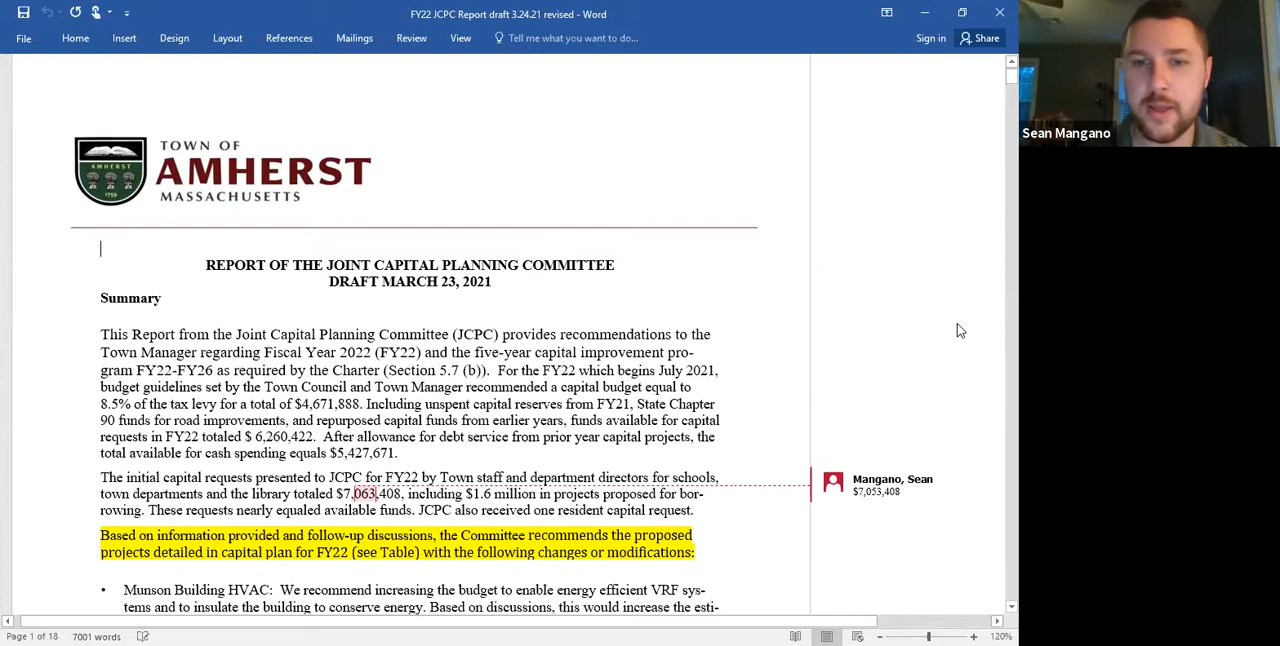 FY22 JCPC Report draft 3.24.21 revised - Word
File Home Insert Design Layout References Mailings Review View Tell me what you want to do... Sign in Share
TOWN OF
AMHERST
MASSACHUSETTS
AMHERST
1759
REPORT OF THE JOINT CAPITAL PLANNING COMMITTEE
DRAFT MARCH 23, 2021
Summary
This Report from the Joint Capital Planning Committee (JCPC) provides recommendations to the
Town Manager regarding Fiscal Year 2022 (FY22) and the five-year capital improvement pro-
gram FY22-FY26 as required by the Charter (Section 5.7 (b)). For the FY22 which begins July 2021,
budget guidelines set by the Town Council and Town Manager recommended a capital budget equal to
8.5% of the tax levy for a total of $4,671,888. Including unspent capital reserves from FY21, State Chapter
90 funds for road improvements, and repurposed capital funds from earlier years, funds available for capital
requests in FY22 totaled $ 6,260,422. After allowance for debt service from prior year capital projects, the
total available for cash spending equals $5,427,671.
The initial capital requests presented to JCPC for FY22 by Town staff and department directors for schools,
town departments and the library totaled $7,063,408, including $1.6 million in projects proposed for bor-
rowing. These requests nearly equaled available funds. JCPC also received one resident capital request.
Based on information provided and follow-up discussions, the Committee recommends the proposed
projects detailed in capital plan for FY22 (see Table) with the following changes or modifications:
• Munson Building HVAC: We recommend increasing the budget to enable energy efficient VRF sys-
tems and to insulate the building to conserve energy. Based on discussions, this would increase the esti-
Mangano, Sean
$7,053,408
Page 1 of 18 7001 words 120%
Sean Mangano